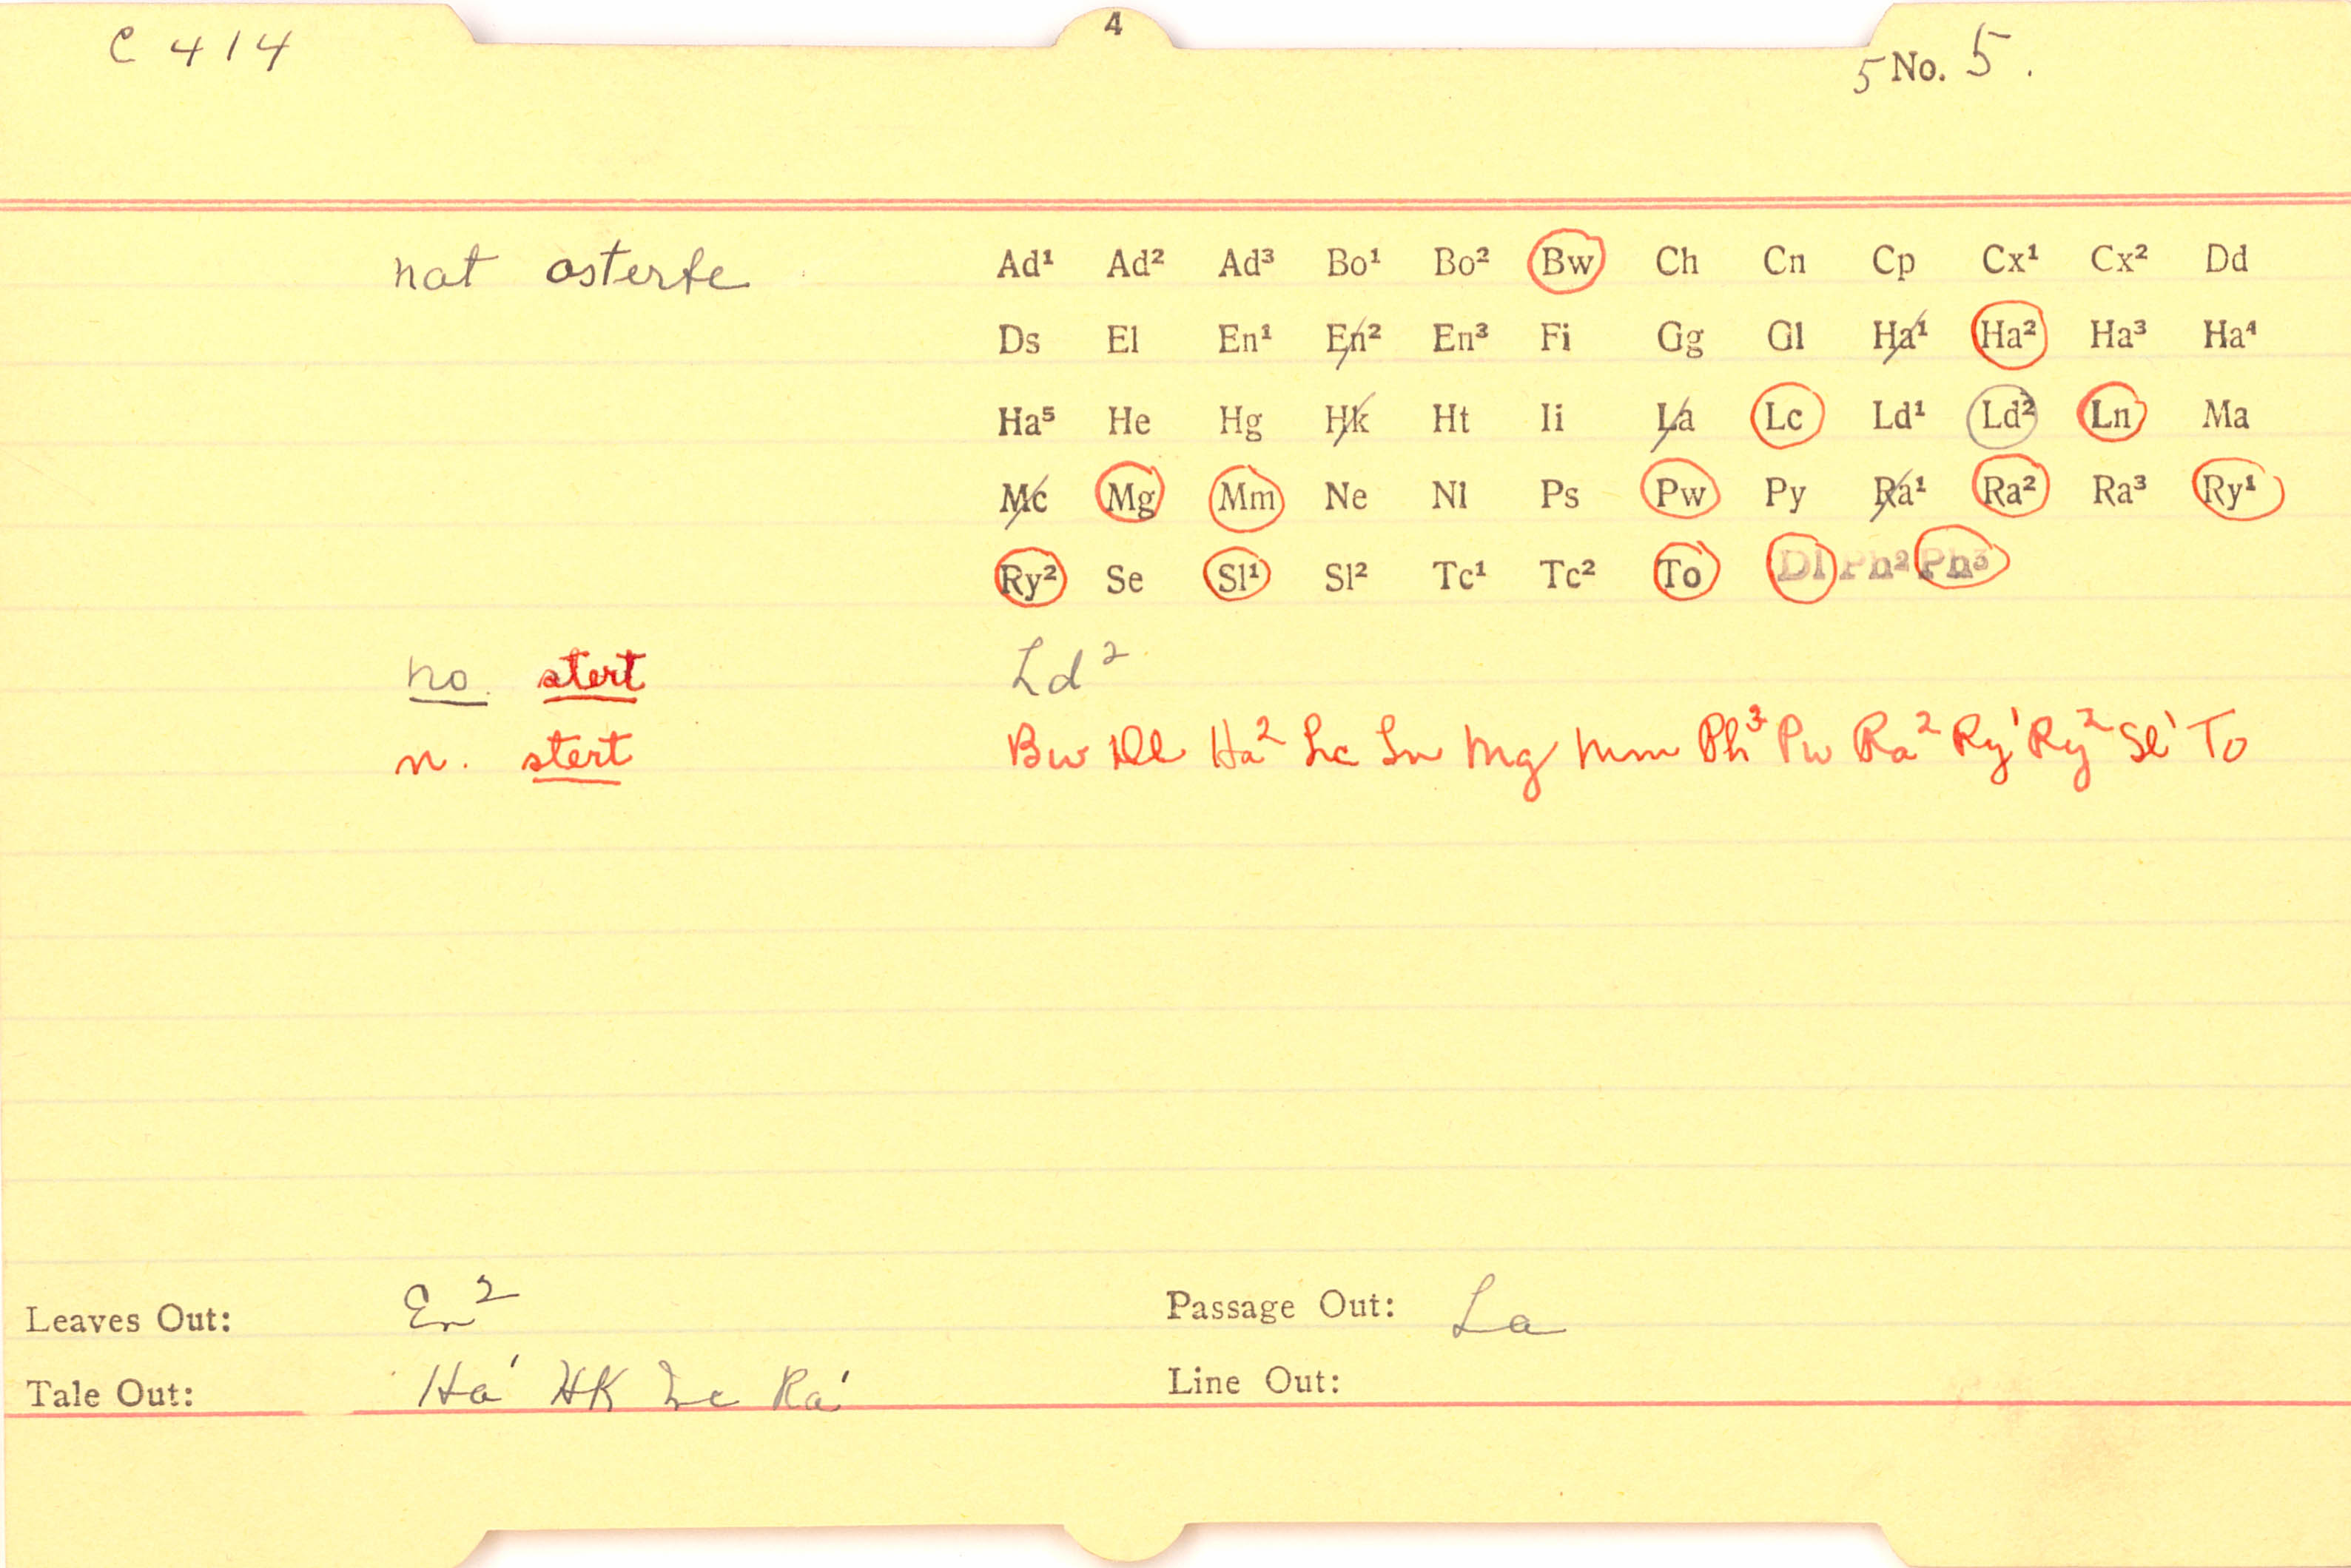 4
C 414
5 No. 5.
nat asterte Ad¹ Ad² Ad³ Bo¹ Bo² Bw Ch Cn Cp Cx¹ Cx² Dd
Ds El En¹ En² En³ Fi Gg Gl Ha¹ Ha² Ha³ Ha⁴
Ha⁵ He Hg Hk Ht Ii La Lc Ld¹ Ld² Ln Ma
Mc Mg Mm Ne Nl Ps Pw Py Ra¹ Ra² Ra³ Ry¹
Ry² Se Sl¹ Sl² Tc¹ Tc² To Dl Ph² Ph³
no. stert Ld²
n. stert Bw Dl Ha² Lc Ln Mg Mm Ph³ Pw Ra² Ry¹ Ry² Sl¹ To
Leaves Out: En² Passage Out: La
Tale Out: Ha¹ HK Mc Ra¹ Line Out: